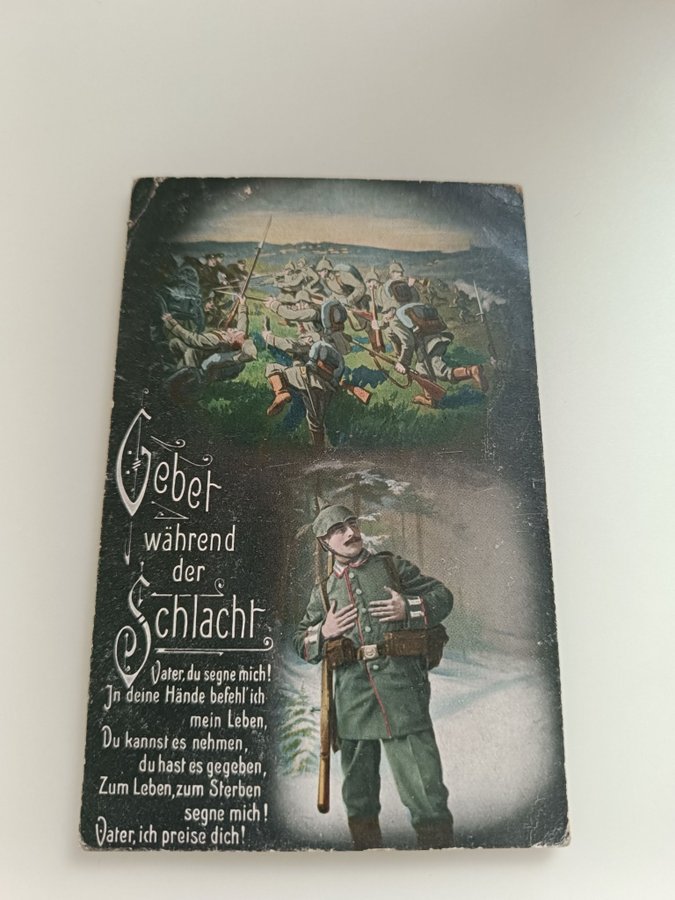 Gebet
während
der
Schlacht
Vater, du segne mich!
In deine Hände befehl' ich
mein Leben,
Du kannst es nehmen,
du hast es gegeben,
Zum Leben, zum Sterben
segne mich!
Vater, ich preise dich!